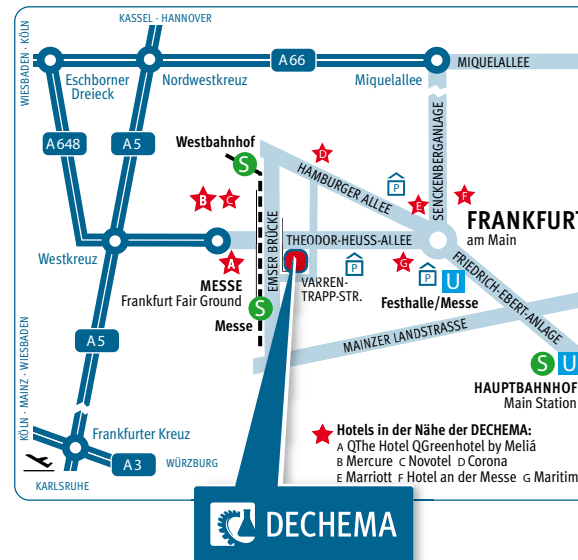 KASSEL - HANNOVER
WIESBADEN - KÖLN
A66
MIQUELALLEE
Eschborner
Dreieck
Nordwestkreuz
Miquelallee
A648
A5
Westbahnhof
S
D
HAMBURGER ALLEE
P
SENCKENBERGANLAGE
B
C
E
F
FRANKFURT
am Main
Westkreuz
A
EMSER BRÜCKE
THEODOR-HEUSS-ALLEE
G
P
P
U
MESSE
Frankfurt Fair Ground
VARREN-
TRAPP-STR.
Festhalle/Messe
FRIEDRICH-EBERT-ANLAGE
S
Messe
MAINZER LANDSTRASSE
A5
S
U
KÖLN - MAINZ - WIESBADEN
HAUPTBAHNHOF
Main Station
Frankfurter Kreuz
A3
WÜRZBURG
KARLSRUHE
Hotels in der Nähe der DECHEMA:
A QThe Hotel QGreenhotel by Meliá
B Mercure C Novotel D Corona
E Marriott F Hotel an der Messe G Maritim
DECHEMA